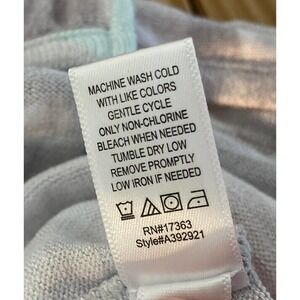 MACHINE WASH COLD
WITH LIKE COLORS
GENTLE CYCLE
ONLY NON-CHLORINE
BLEACH WHEN NEEDED
TUMBLE DRY LOW
REMOVE PROMPTLY
LOW IRON IF NEEDED
RN#17363
Style#A392921